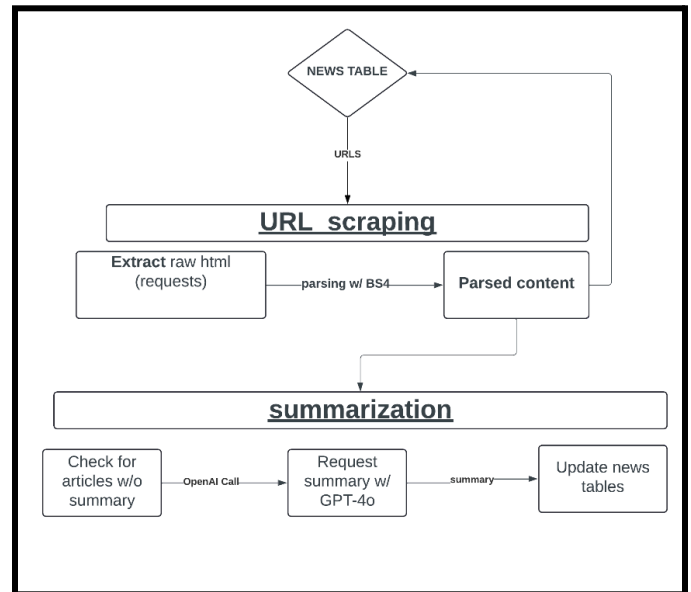 NEWS TABLE
URLS
URL scraping
Extract raw html
(requests)
parsing w/ BS4
Parsed content
summarization
Check for
articles w/o
summary
OpenAI Call
Request
summary w/
GPT-4o
summary
Update news
tables